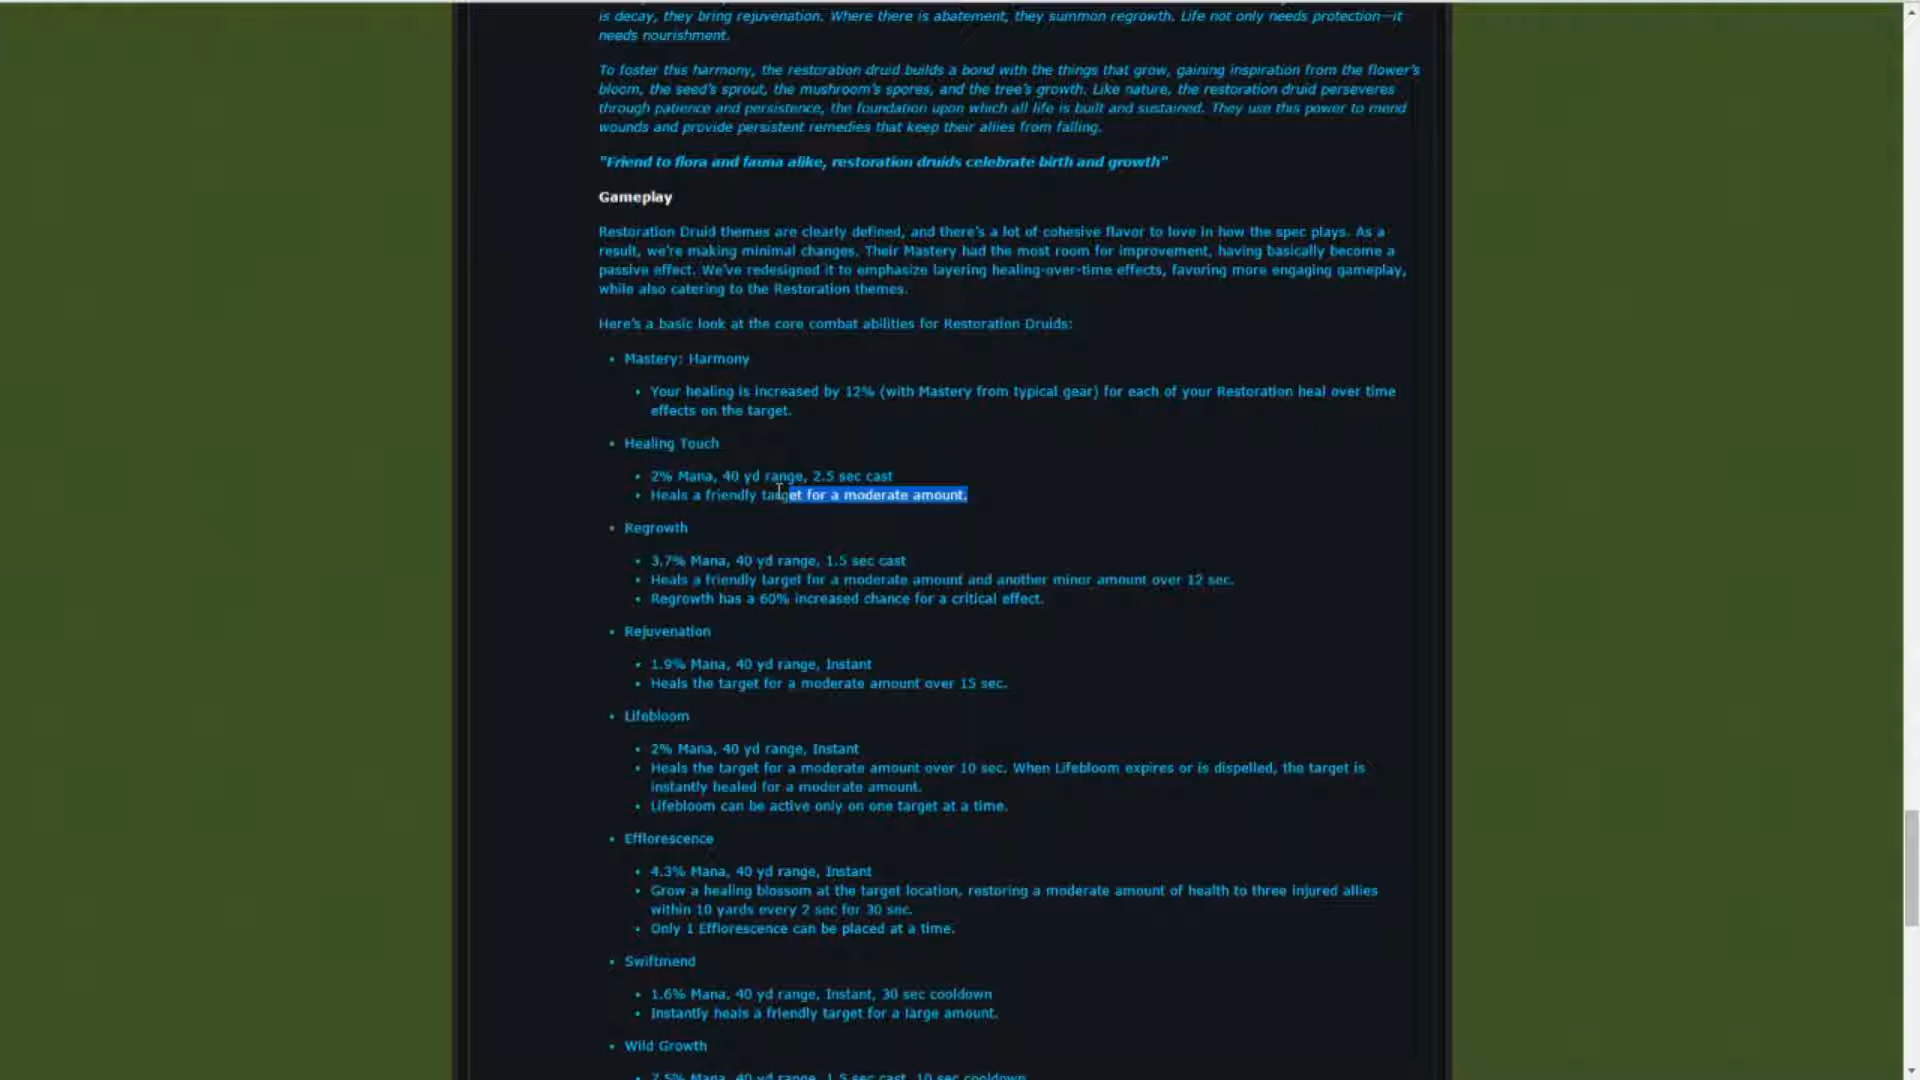 is decay, they bring rejuvenation. Where there is abatement, they summon regrowth. Life not only needs protection—it
needs nourishment.
To foster this harmony, the restoration druid builds a bond with the things that grow, gaining inspiration from the flower's
bloom, the seed's sprout, the mushroom's spores, and the tree's growth. Like nature, the restoration druid perseveres
through patience and persistence, the foundation upon which all life is built and sustained. They use this power to mend
wounds and provide persistent remedies that keep their allies from falling.
"Friend to flora and fauna alike, restoration druids celebrate birth and growth"
Gameplay
Restoration Druid themes are clearly defined, and there's a lot of cohesive flavor to love in how the spec plays. As a
result, we're making minimal changes. Their Mastery had the most room for improvement, having basically become a
passive effect. We've redesigned it to emphasize layering healing-over-time effects, favoring more engaging gameplay,
while also catering to the Restoration themes.
Here's a basic look at the core combat abilities for Restoration Druids:
• Mastery: Harmony
• Your healing is increased by 12% (with Mastery from typical gear) for each of your Restoration heal over time
effects on the target.
• Healing Touch
• 2% Mana, 40 yd range, 2.5 sec cast
• Heals a friendly target for a moderate amount.
• Regrowth
• 3.7% Mana, 40 yd range, 1.5 sec cast
• Heals a friendly target for a moderate amount and another minor amount over 12 sec.
• Regrowth has a 60% increased chance for a critical effect.
• Rejuvenation
• 1.9% Mana, 40 yd range, Instant
• Heals the target for a moderate amount over 15 sec.
• Lifebloom
• 2% Mana, 40 yd range, Instant
• Heals the target for a moderate amount over 10 sec. When Lifebloom expires or is dispelled, the target is
instantly healed for a moderate amount.
• Lifebloom can be active only on one target at a time.
• Efflorescence
• 4.3% Mana, 40 yd range, Instant
• Grow a healing blossom at the target location, restoring a moderate amount of health to three injured allies
within 10 yards every 2 sec for 30 sec.
• Only 1 Efflorescence can be placed at a time.
• Swiftmend
• 1.6% Mana, 40 yd range, Instant, 30 sec cooldown
• Instantly heals a friendly target for a large amount.
• Wild Growth
• 7.5% Mana, 40 yd range, 1.5 sec cast, 10 sec cooldown